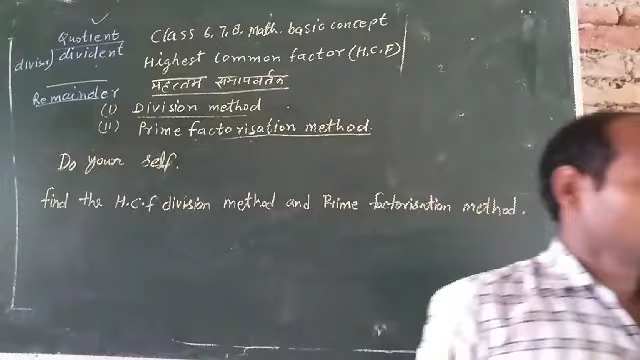 Quotient
divisor) divident
Remainder
Class 6, 7, 8, Math. basic concept
Highest Common factor (H.C.F)
महत्तम समापवर्तक
(I) Division method
(II) Prime factorisation method.
Do your self.
find the H.C.f division method and Prime factorisation method.